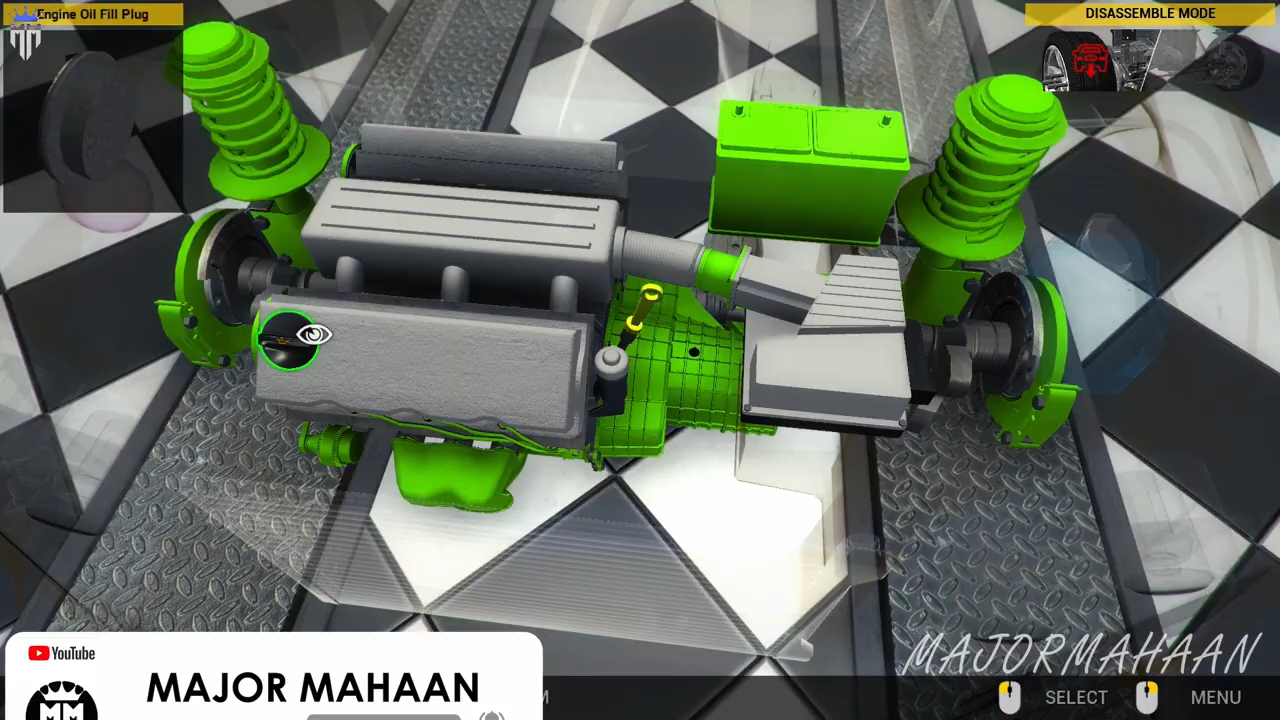 Engine Oil Fill Plug
DISASSEMBLE MODE
MAJORMAHAAN
YouTube
MAJOR MAHAAN
SELECT
MENU